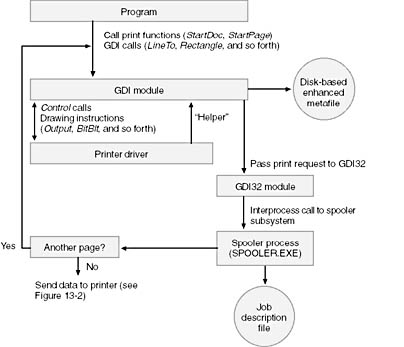 Program
Call print functions (StartDoc, StartPage)
GDI calls (LineTo, Rectangle, and so forth)
GDI module
Disk-based
enhanced
metafile
Control calls
Drawing instructions
(Output, BitBlt, and so forth)
"Helper"
Printer driver
Pass print request to GDI32
GDI32 module
Interprocess call to spooler
subsystem
Yes
Another page?
Spooler process
(SPOOLER.EXE)
No
Send data to printer (see
Figure 13-2)
Job
description
file